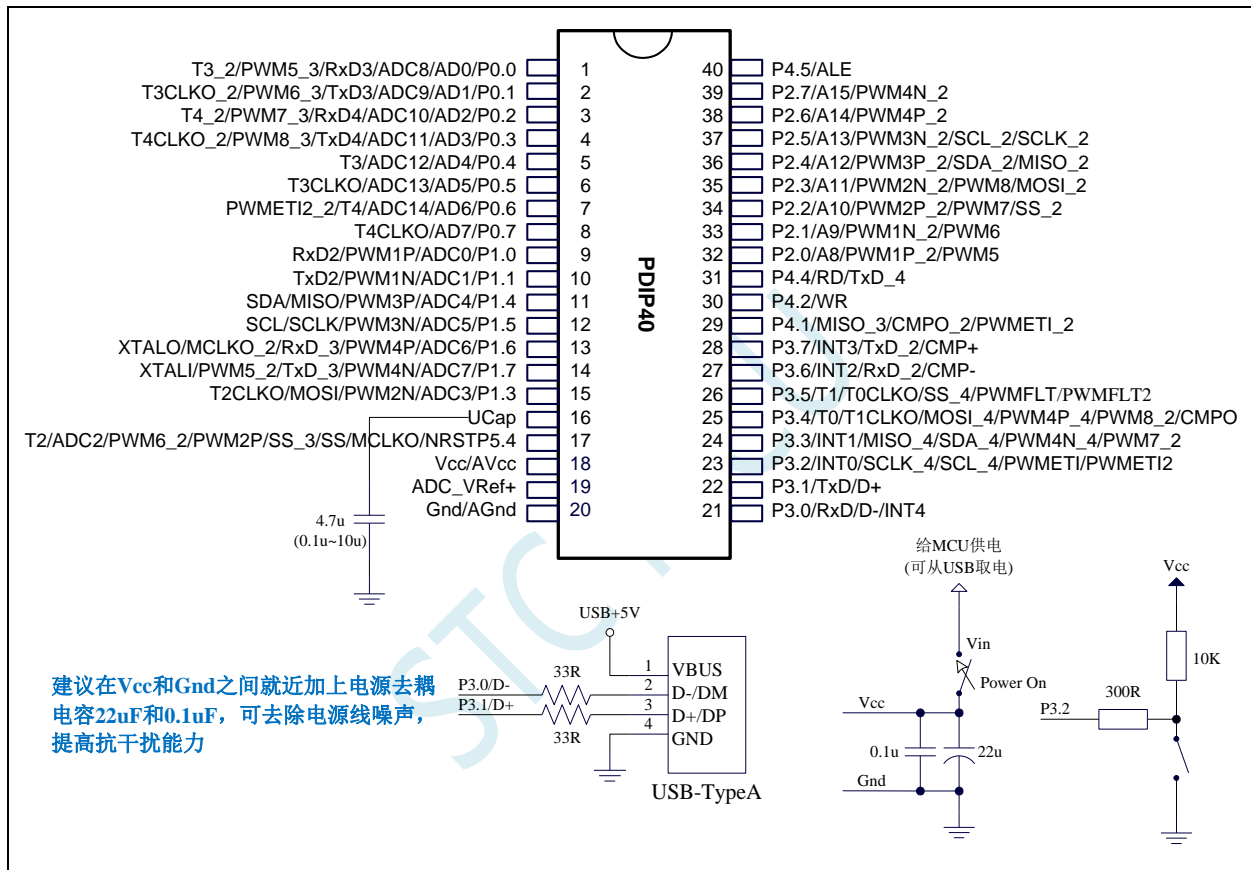 T3_2/PWM5_3/RxD3/ADC8/AD0/P0.0 1
T3CLKO_2/PWM6_3/TxD3/ADC9/AD1/P0.1 2
T4_2/PWM7_3/RxD4/ADC10/AD2/P0.2 3
T4CLKO_2/PWM8_3/TxD4/ADC11/AD3/P0.3 4
T3/ADC12/AD4/P0.4 5
T3CLKO/ADC13/AD5/P0.5 6
PWMETI2_2/T4/ADC14/AD6/P0.6 7
T4CLKO/AD7/P0.7 8
RxD2/PWM1P/ADC0/P1.0 9
TxD2/PWM1N/ADC1/P1.1 10
SDA/MISO/PWM3P/ADC4/P1.4 11
SCL/SCLK/PWM3N/ADC5/P1.5 12
XTALO/MCLKO_2/RxD_3/PWM4P/ADC6/P1.6 13
XTALI/PWM5_2/TxD_3/PWM4N/ADC7/P1.7 14
T2CLKO/MOSI/PWM2N/ADC3/P1.3 15
UCap 16
T2/ADC2/PWM6_2/PWM2P/SS_3/SS/MCLKO/NRSTP5.4 17
Vcc/AVcc 18
ADC_VRef+ 19
Gnd/AGnd 20
PDIP40
40 P4.5/ALE
39 P2.7/A15/PWM4N_2
38 P2.6/A14/PWM4P_2
37 P2.5/A13/PWM3N_2/SCL_2/SCLK_2
36 P2.4/A12/PWM3P_2/SDA_2/MISO_2
35 P2.3/A11/PWM2N_2/PWM8/MOSI_2
34 P2.2/A10/PWM2P_2/PWM7/SS_2
33 P2.1/A9/PWM1N_2/PWM6
32 P2.0/A8/PWM1P_2/PWM5
31 P4.4/RD/TxD_4
30 P4.2/WR
29 P4.1/MISO_3/CMPO_2/PWMETI_2
28 P3.7/INT3/TxD_2/CMP+
27 P3.6/INT2/RxD_2/CMP-
26 P3.5/T1/T0CLKO/SS_4/PWMFLT/PWMFLT2
25 P3.4/T0/T1CLKO/MOSI_4/PWM4P_4/PWM8_2/CMPO
24 P3.3/INT1/MISO_4/SDA_4/PWM4N_4/PWM7_2
23 P3.2/INT0/SCLK_4/SCL_4/PWMETI/PWMETI2
22 P3.1/TxD/D+
21 P3.0/RxD/D-/INT4
4.7u
(0.1u~10u)
建议在Vcc和Gnd之间就近加上电源去耦
电容22uF和0.1uF，可去除电源线噪声，
提高抗干扰能力
USB+5V
33R
P3.0/D-
P3.1/D+
33R
1 VBUS
2 D-/DM
3 D+/DP
4 GND
USB-TypeA
给MCU供电
(可从USB取电)
Vin
Power On
Vcc
0.1u
22u
Gnd
Vcc
10K
300R
P3.2